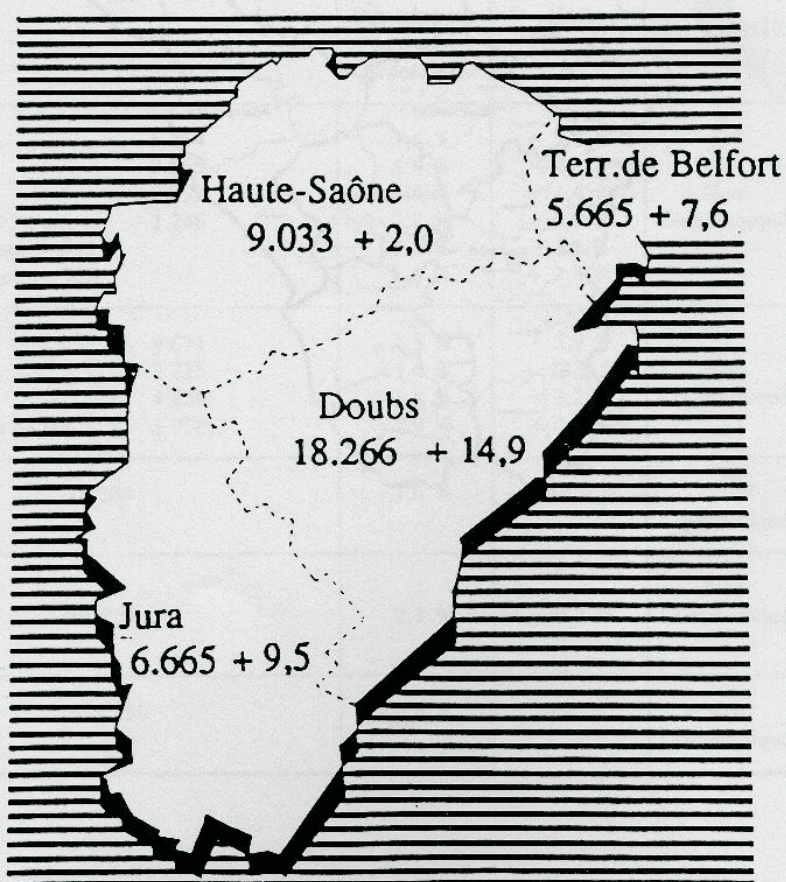 Haute-Saône
9.033 + 2,0
Terr.de Belfort
5.665 + 7,6
Doubs
18.266 + 14,9
Jura
6.665 + 9,5